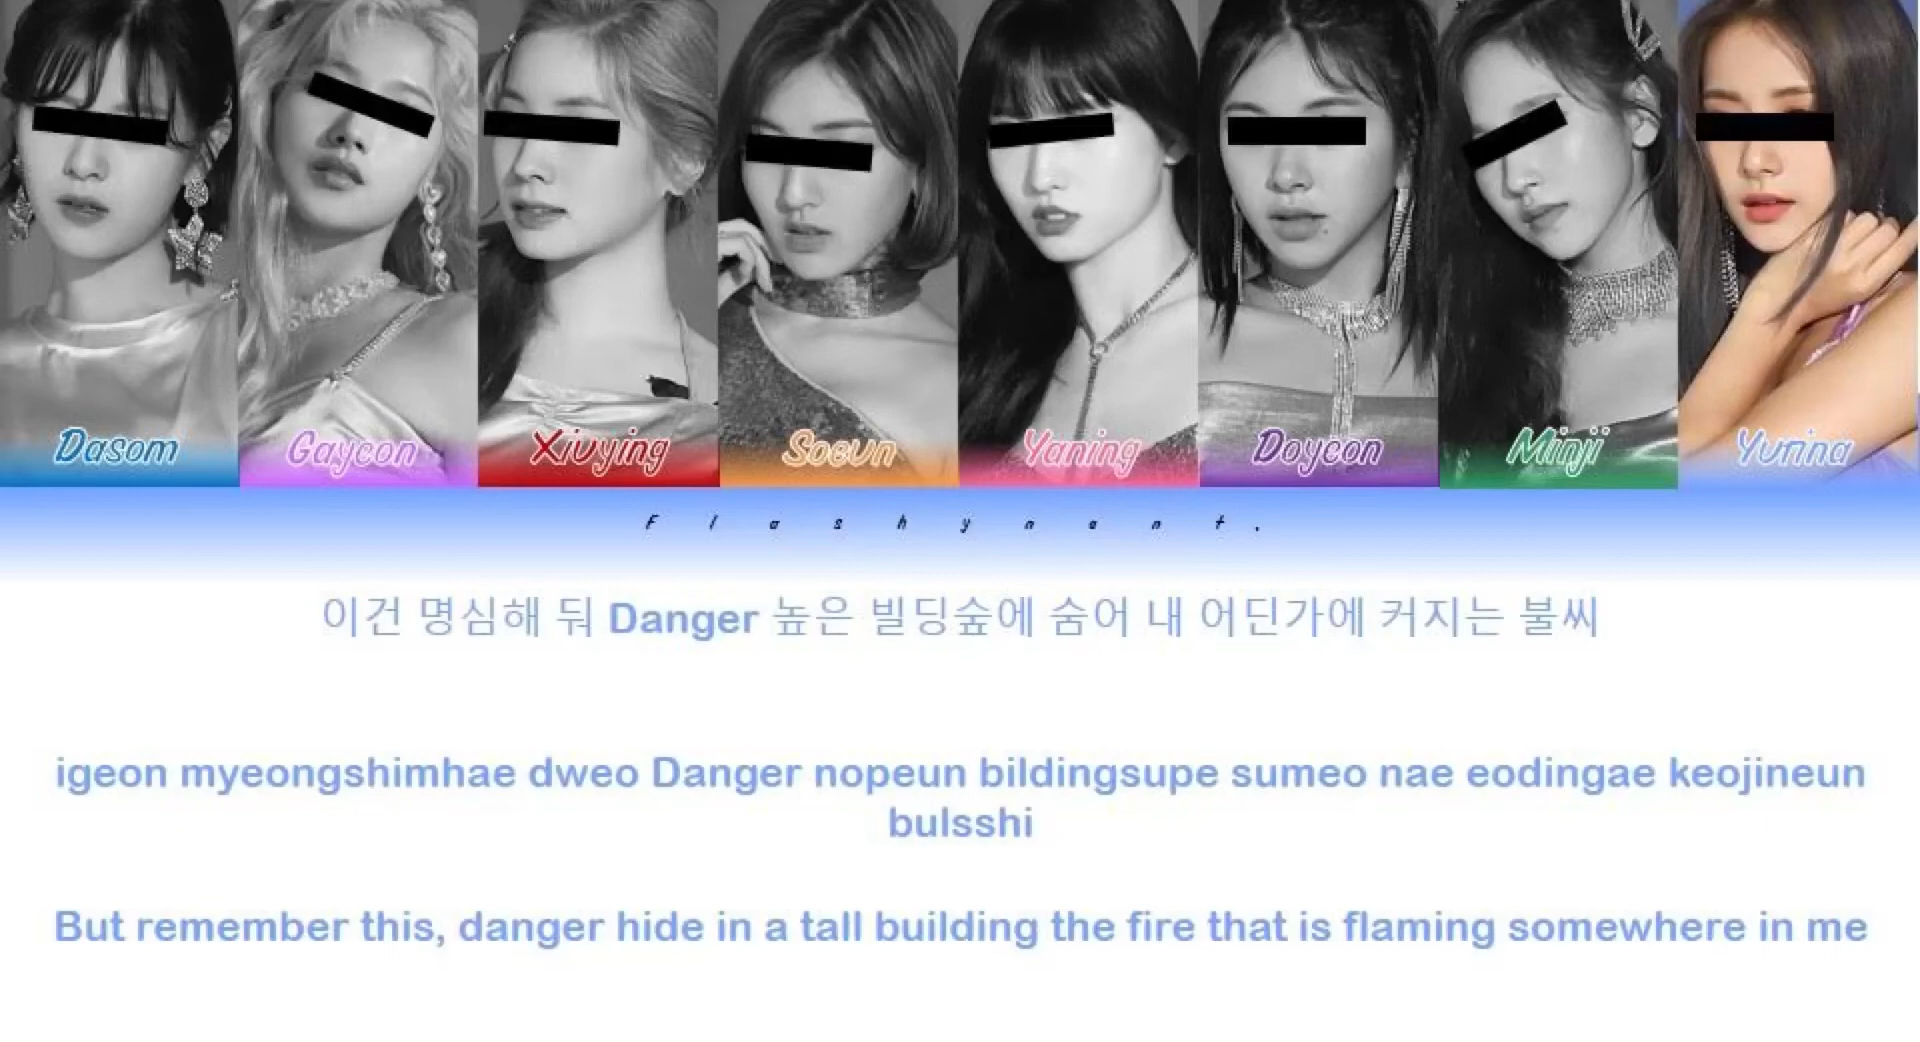 Dasom
Gayeon
Xivying
Soeun
Yaning
Doyeon
Minji
Yurina
Flashynant.
이건 명심해 둬 Danger 높은 빌딩숲에 숨어 내 어딘가에 커지는 불씨
igeon myeongshimhae dweo Danger nopeun bildingsupe sumeo nae eodingae keojineun
bulsshi
But remember this, danger hide in a tall building the fire that is flaming somewhere in me